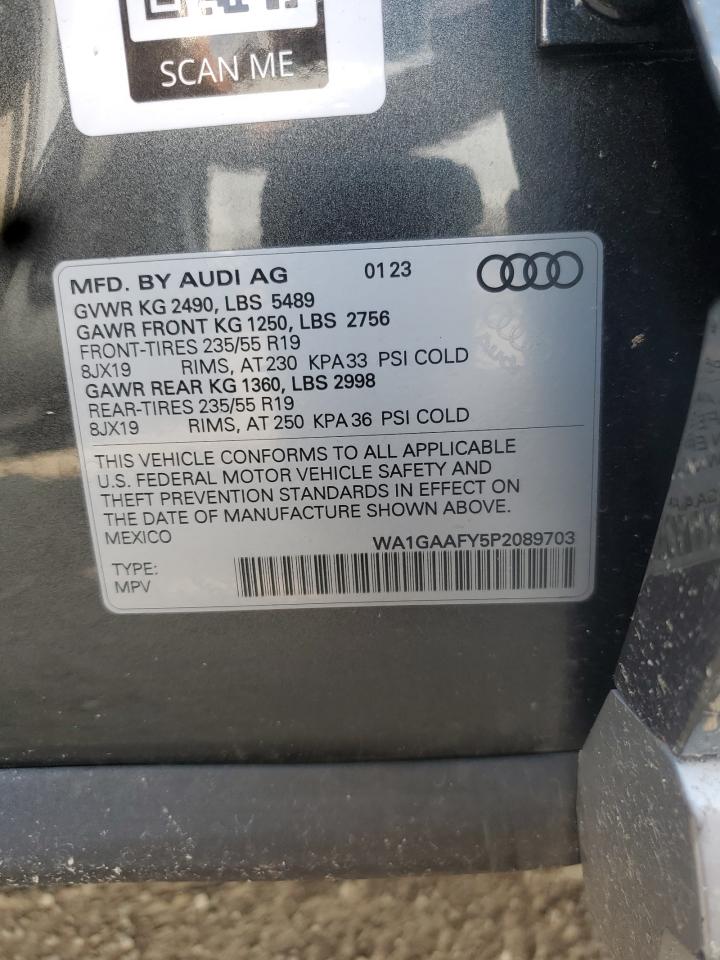 SCAN ME
MFD. BY AUDI AG 01 23
GVWR KG 2490, LBS 5489
GAWR FRONT KG 1250, LBS 2756
FRONT-TIRES 235/55 R19
8JX19 RIMS, AT 230 KPA 33 PSI COLD
GAWR REAR KG 1360, LBS 2998
REAR-TIRES 235/55 R19
8JX19 RIMS, AT 250 KPA 36 PSI COLD
THIS VEHICLE CONFORMS TO ALL APPLICABLE
U.S. FEDERAL MOTOR VEHICLE SAFETY AND
THEFT PREVENTION STANDARDS IN EFFECT ON
THE DATE OF MANUFACTURE SHOWN ABOVE.
MEXICO WA1GAAFY5P2089703
TYPE:
MPV